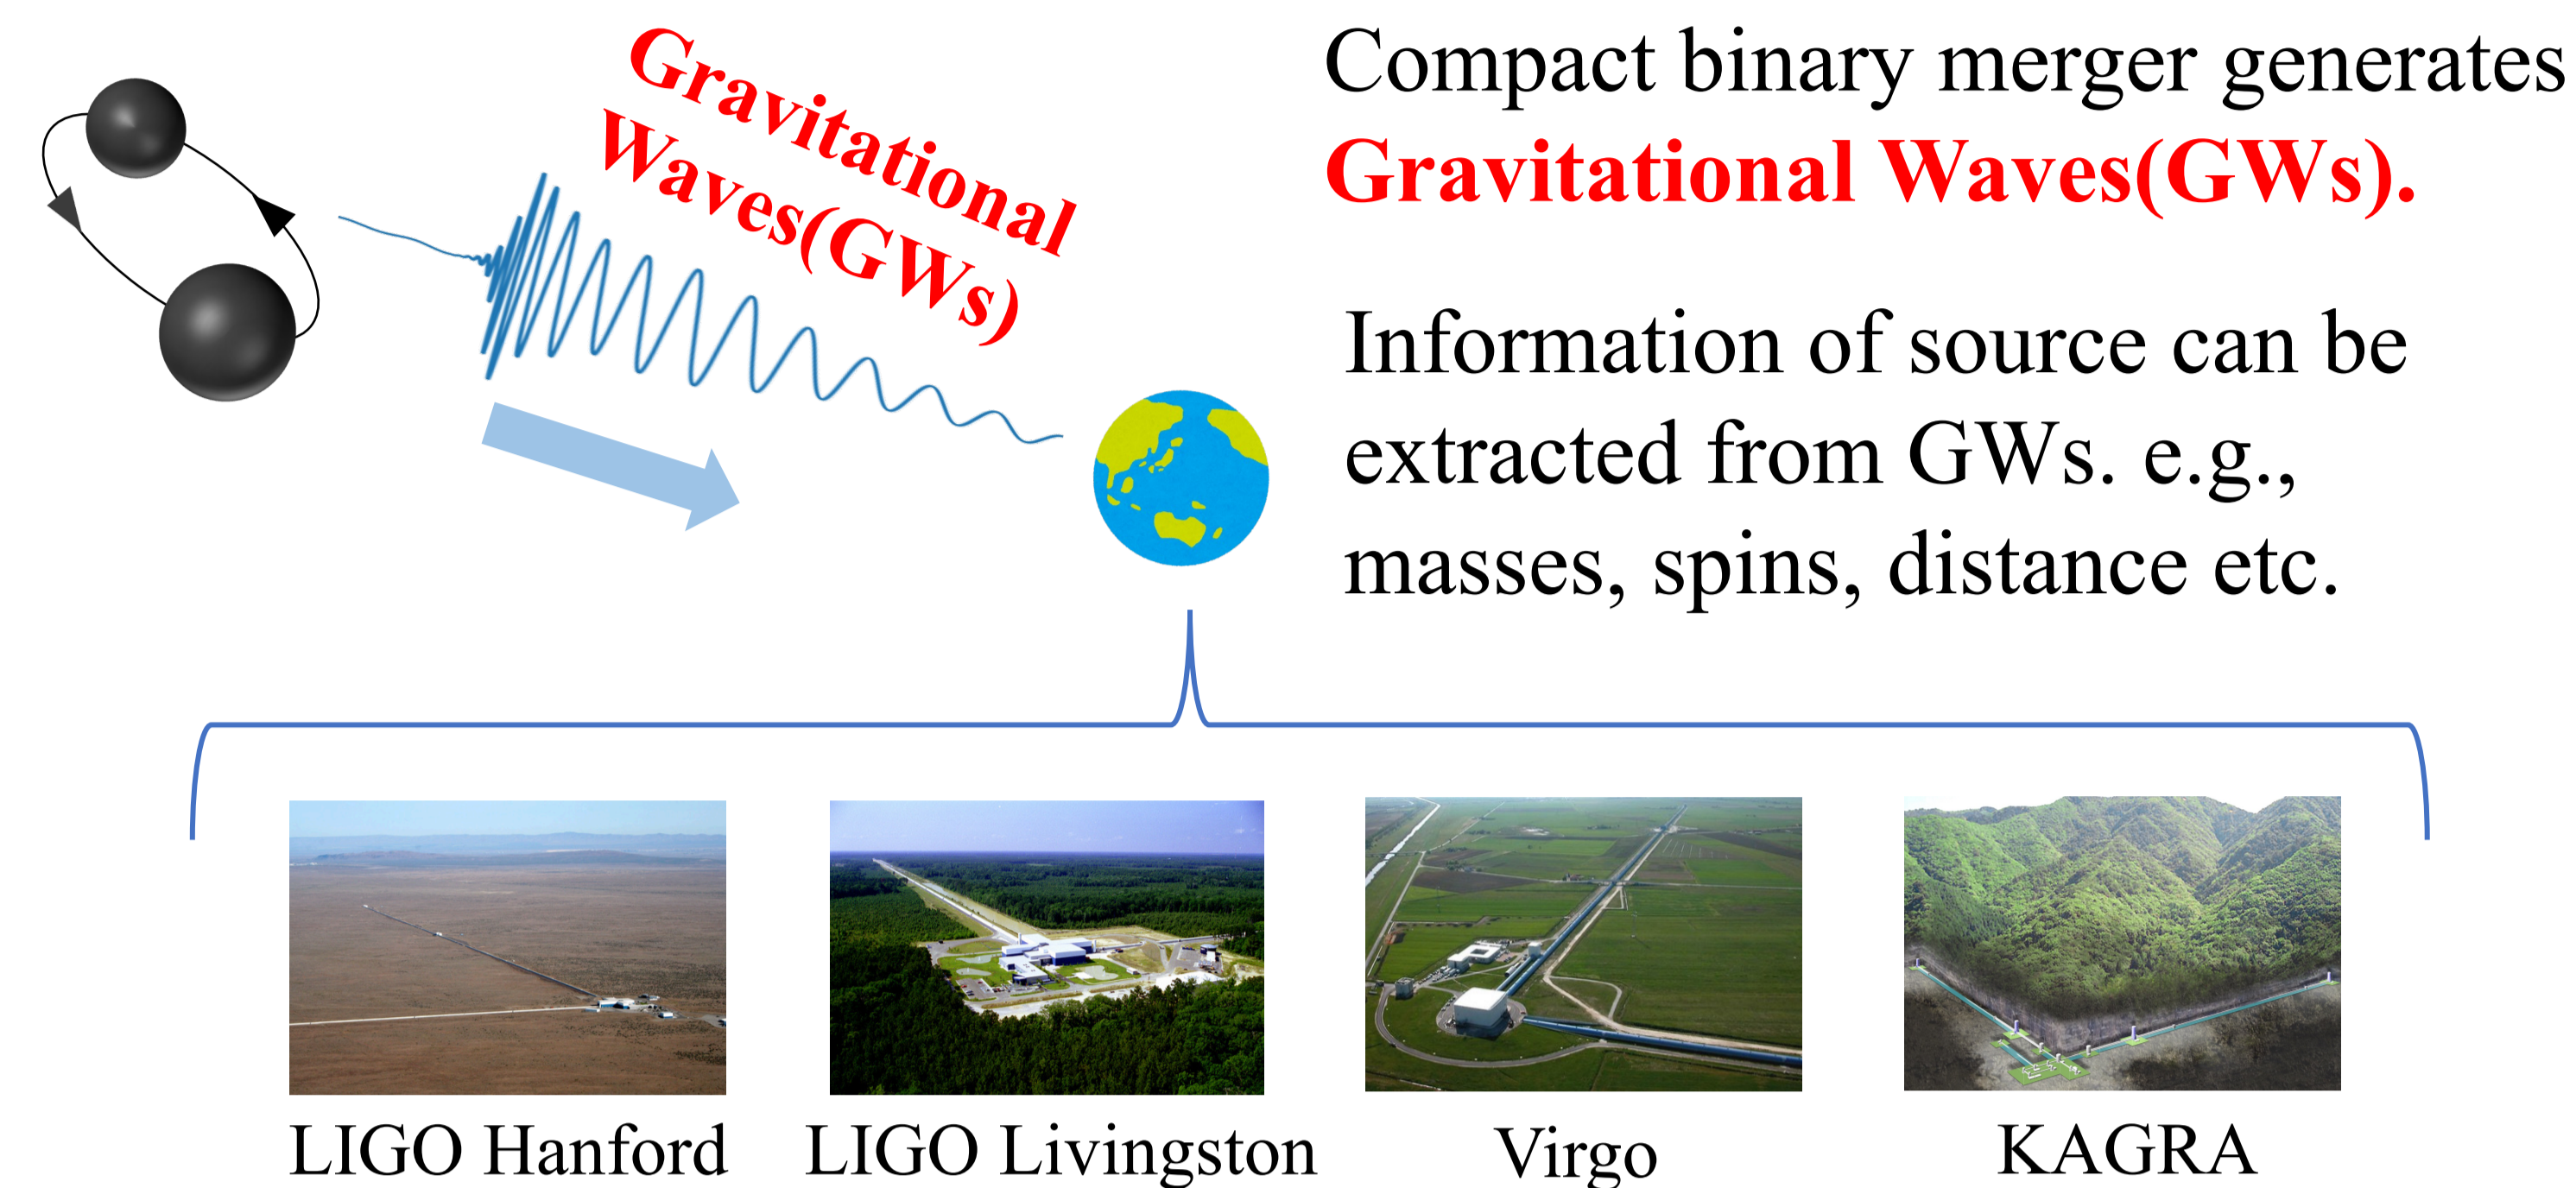 Gravitational
Waves(GWs)
Compact binary merger generates
Gravitational Waves(GWs).
Information of source can be
extracted from GWs. e.g.,
masses, spins, distance etc.
LIGO Hanford
LIGO Livingston
Virgo
KAGRA